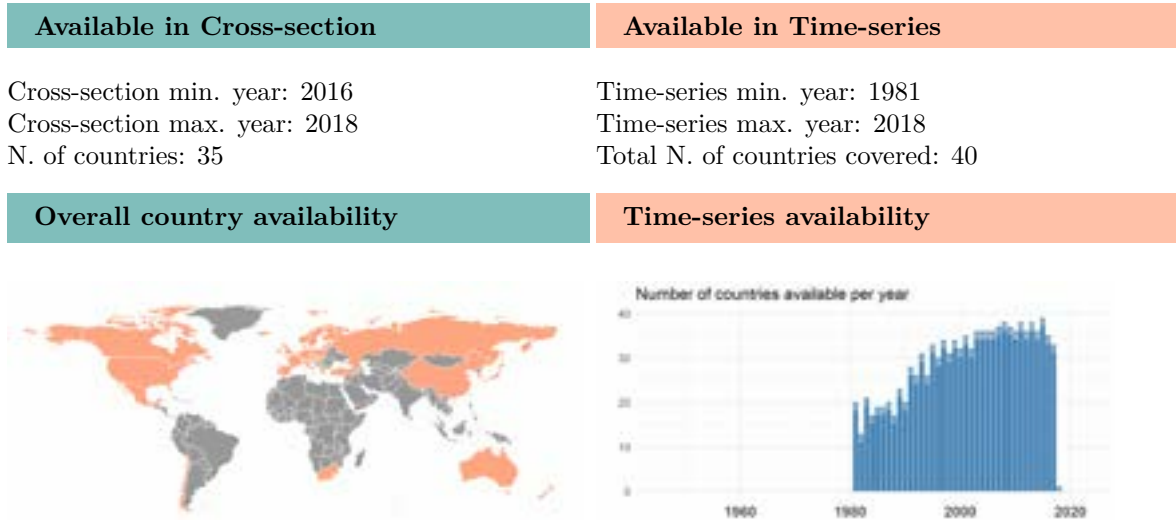 Available in Cross-section
Cross-section min. year: 2016
Cross-section max. year: 2018
N. of countries: 35
Available in Time-series
Time-series min. year: 1981
Time-series max. year: 2018
Total N. of countries covered: 40
Overall country availability
Time-series availability
Number of countries available per year
40
30
20
10
0
1960
1980
2000
2020